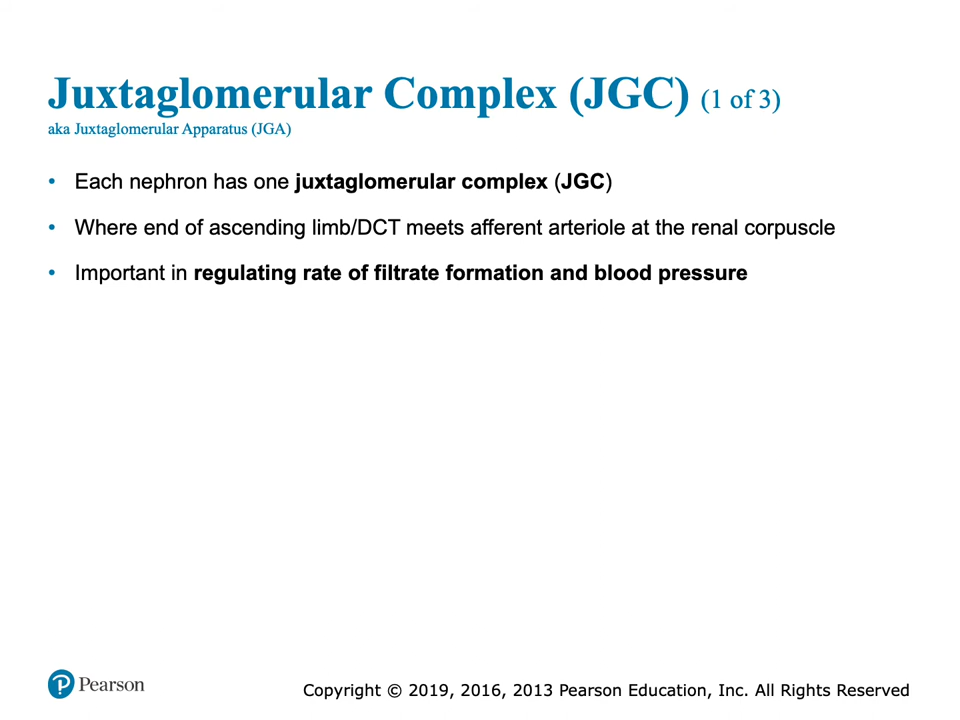 Juxtaglomerular Complex (JGC) (1 of 3)
aka Juxtaglomerular Apparatus (JGA)
• Each nephron has one juxtaglomerular complex (JGC)
• Where end of ascending limb/DCT meets afferent arteriole at the renal corpuscle
• Important in regulating rate of filtrate formation and blood pressure
P Pearson
Copyright © 2019, 2016, 2013 Pearson Education, Inc. All Rights Reserved